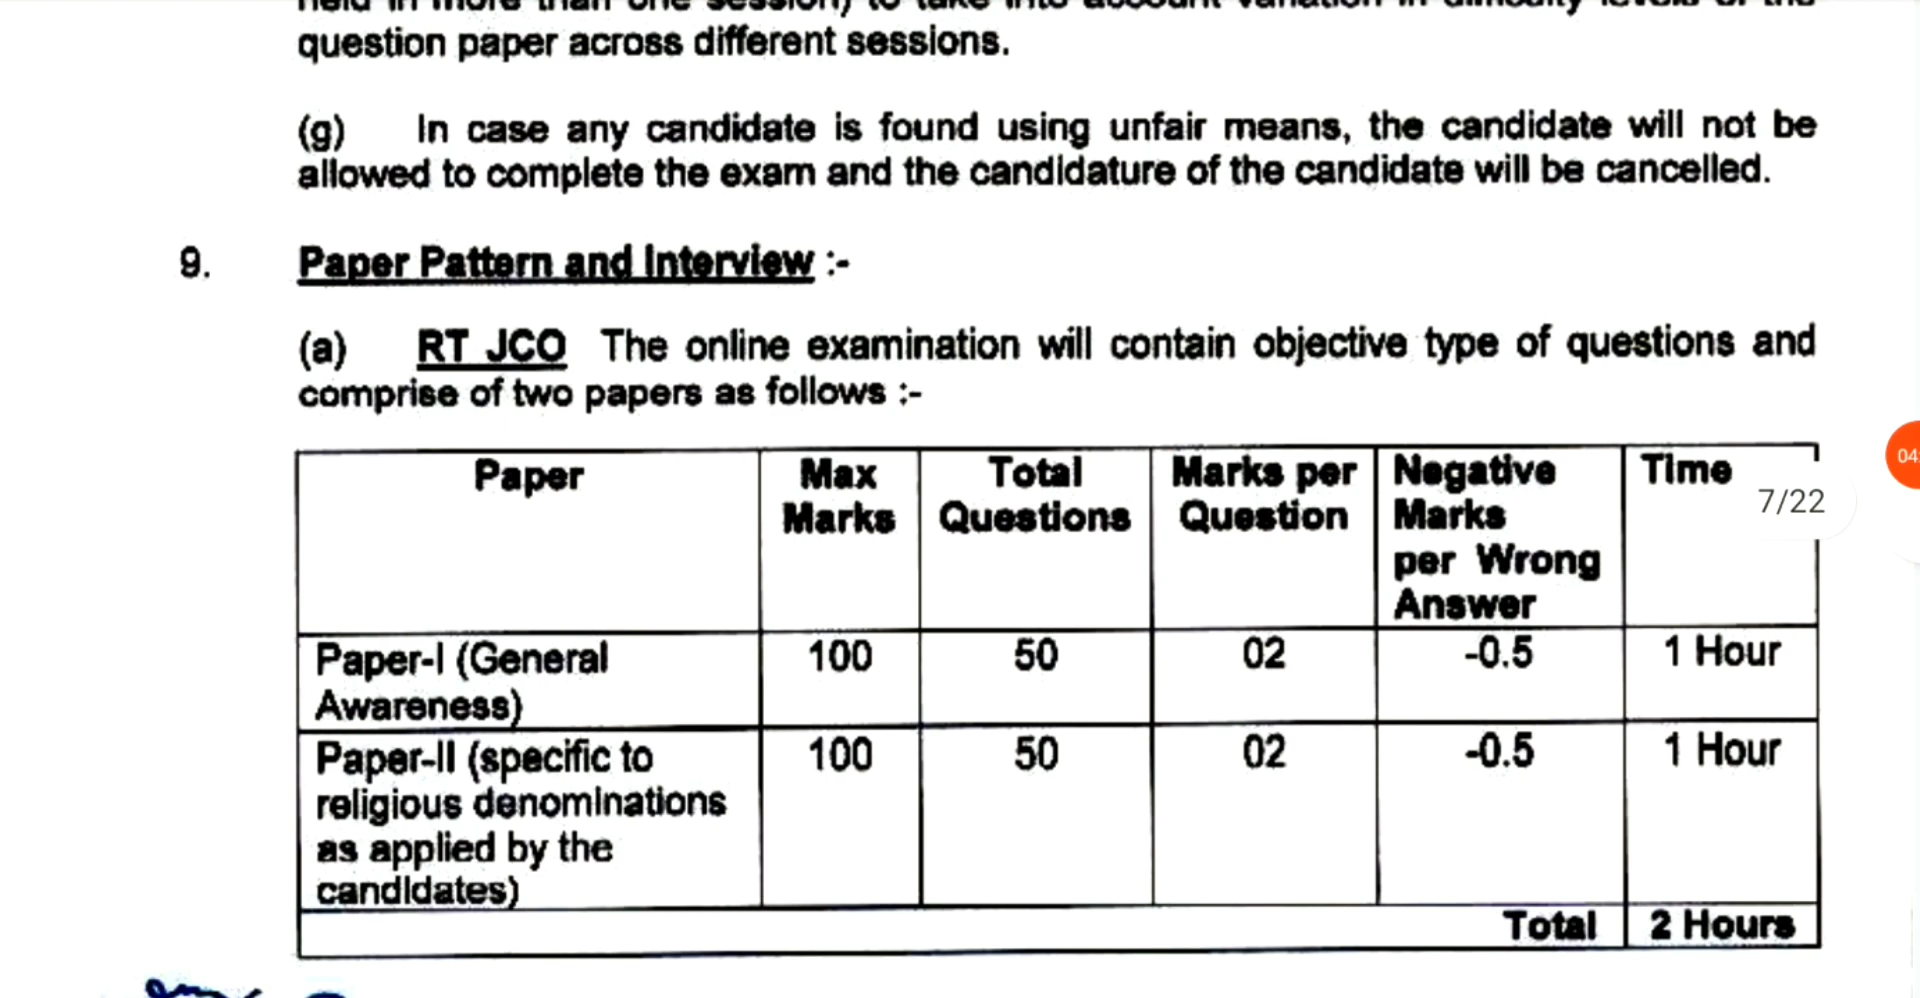 question paper across different sessions.
(g) In case any candidate is found using unfair means, the candidate will not be
allowed to complete the exam and the candidature of the candidate will be cancelled.
9. Paper Pattern and Interview :-
(a) RT JCO The online examination will contain objective type of questions and
comprise of two papers as follows :-
Paper Max Total Marks per Negative Time
Marks Questions Question Marks
7/22
per Wrong
Answer
Paper-I (General 100 50 02 -0.5 1 Hour
Awareness)
Paper-II (specific to 100 50 02 -0.5 1 Hour
religious denominations
as applied by the
candidates)
Total 2 Hours
04